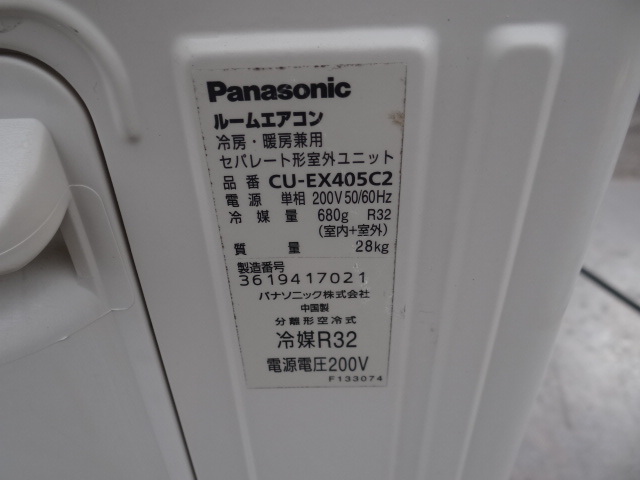 Panasonic
ルームエアコン
冷房・暖房兼用
セパレート形室外ユニット
品番 CU-EX405C2
電源 単相 200V 50/60Hz
冷媒量 680g R32
(室内+室外)
質量 28kg
製造番号
3619417021
パナソニック株式会社
中国製
分離形空冷式
冷媒R32
電源電圧200V
F133074